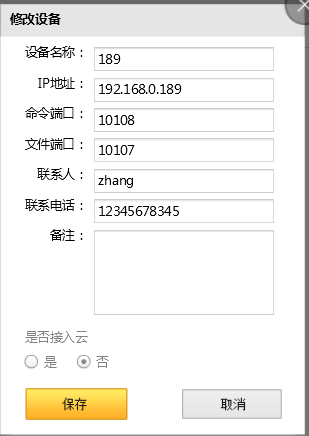 修改设备
设备名称： 189
IP地址： 192.168.0.189
命令端口： 10108
文件端口： 10107
联系人： zhang
联系电话： 12345678345
备注：
是否接入云
是 否
保存 取消